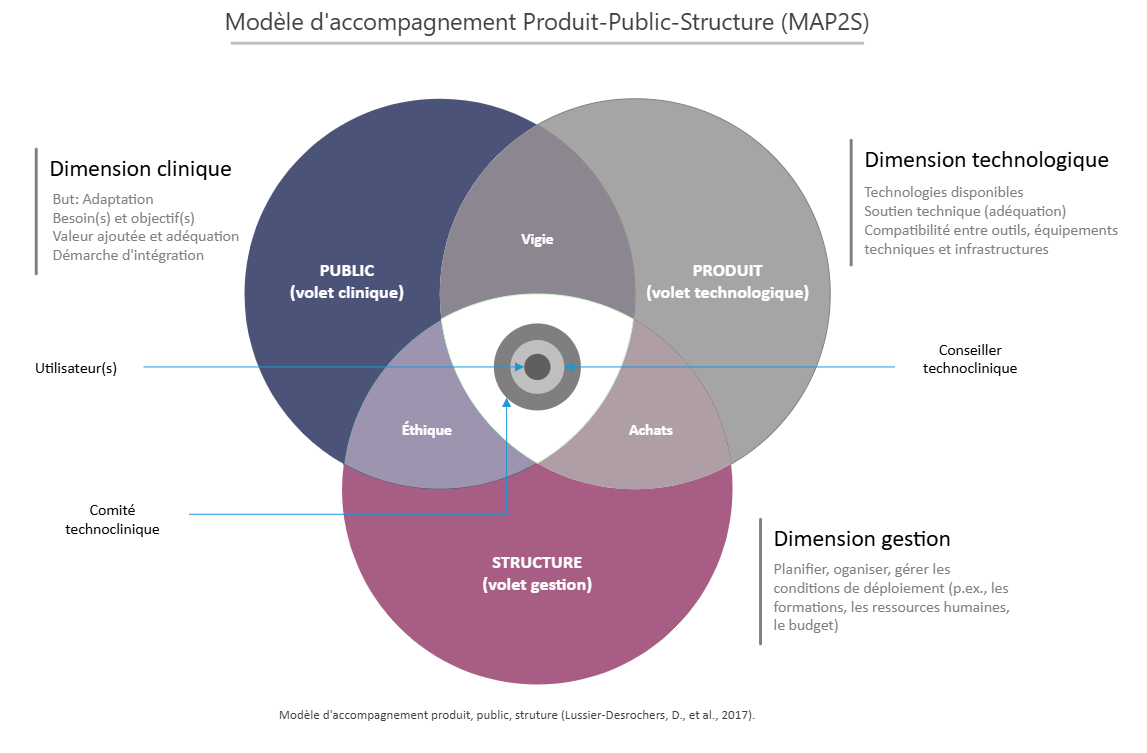 Modèle d'accompagnement Produit-Public-Structure (MAP2S)
Dimension clinique
But: Adaptation
Besoin(s) et objectif(s)
Valeur ajoutée et adéquation
Démarche d'intégration
Dimension technologique
Technologies disponibles
Soutien technique (adéquation)
Compatibilité entre outils, équipements
techniques et infrastructures
Vigie
PUBLIC
(volet clinique)
PRODUIT
(volet technologique)
Utilisateur(s)
Conseiller
technoclinique
Éthique
Achats
Comité
technoclinique
STRUCTURE
(volet gestion)
Dimension gestion
Planifier, oganiser, gérer les
conditions de déploiement (p.ex., les
formations, les ressources humaines,
le budget)
Modèle d'accompagnement produit, public, struture (Lussier-Desrochers, D., et al., 2017).